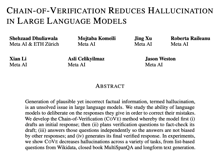 CHAIN-OF-VERIFICATION REDUCES HALLUCINATION
IN LARGE LANGUAGE MODELS
Shehzaad Dhuliawala
Meta AI & ETH Zürich
Mojtaba Komeili
Meta AI
Jing Xu
Meta AI
Roberta Raileanu
Meta AI
Xian Li
Meta AI
Asli Celikyilmaz
Meta AI
Jason Weston
Meta AI
ABSTRACT
Generation of plausible yet incorrect factual information, termed hallucination,
is an unsolved issue in large language models. We study the ability of language
models to deliberate on the responses they give in order to correct their mistakes.
We develop the Chain-of-Verification (COVE) method whereby the model first (i)
drafts an initial response; then (ii) plans verification questions to fact-check its
draft; (iii) answers those questions independently so the answers are not biased
by other responses; and (iv) generates its final verified response. In experiments,
we show COVE decreases hallucinations across a variety of tasks, from list-based
questions from Wikidata, closed book MultiSpanQA and longform text generation.